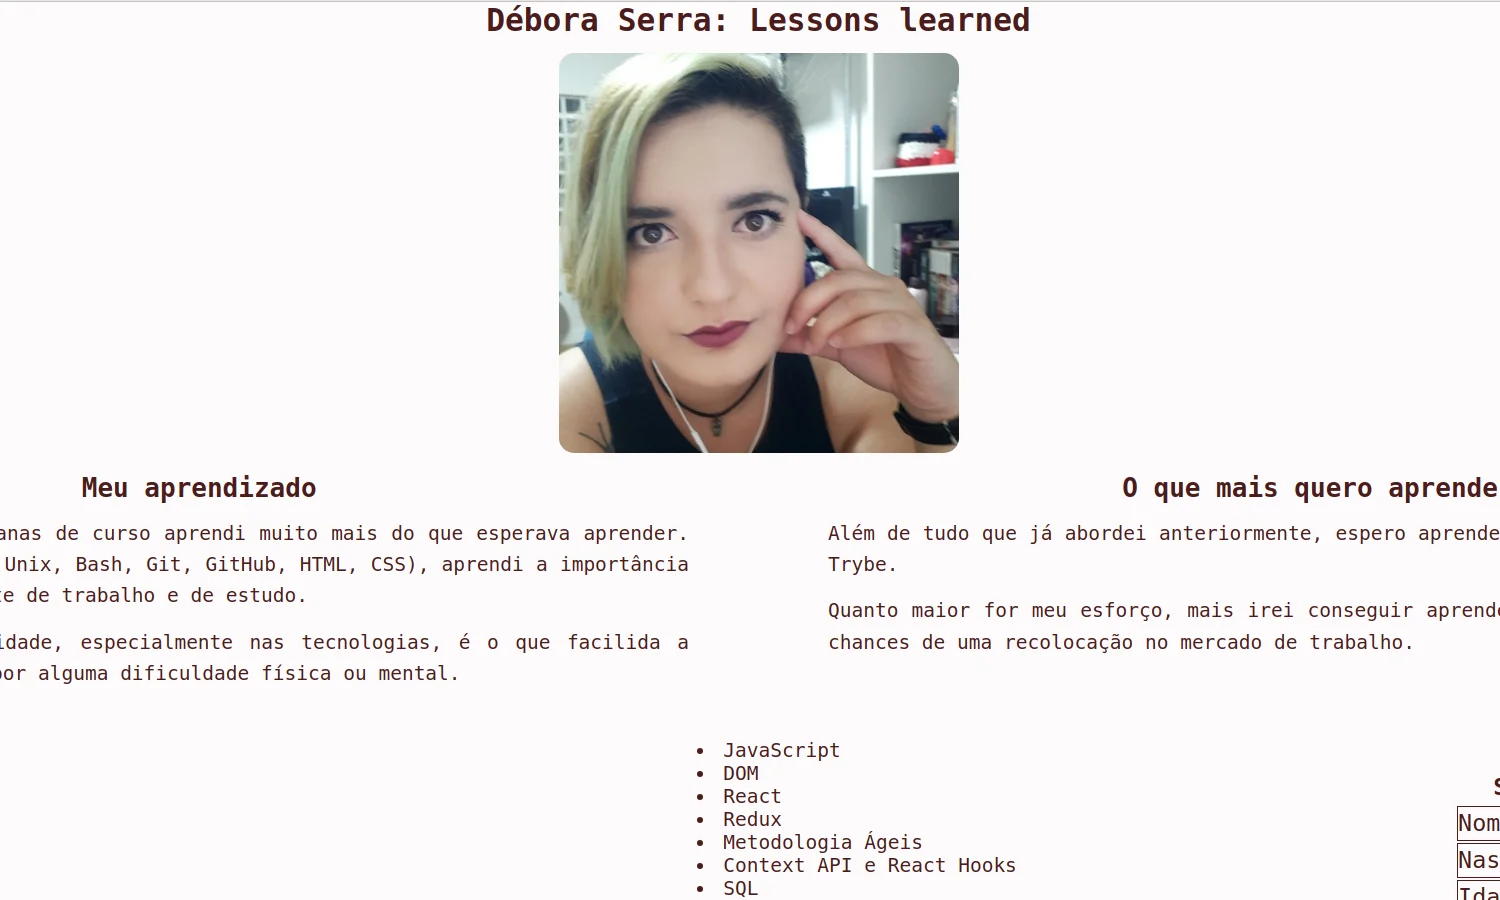 Débora Serra: Lessons learned
Meu aprendizado
de curso aprendi muito mais do que esperava aprender.
Unix, Bash, Git, GitHub, HTML, CSS), aprendi a importância
de trabalho e de estudo.
especialmente nas tecnologias, é o que facilida a
alguma dificuldade física ou mental.
O que mais quero aprende
Além de tudo que já abordei anteriormente, espero aprende
Trybe.
Quanto maior for meu esforço, mais irei conseguir aprende
chances de uma recolocação no mercado de trabalho.
JavaScript
DOM
React
Redux
Metodologia Ágeis
Context API e React Hooks
SQL
Nom
Nas
Ida